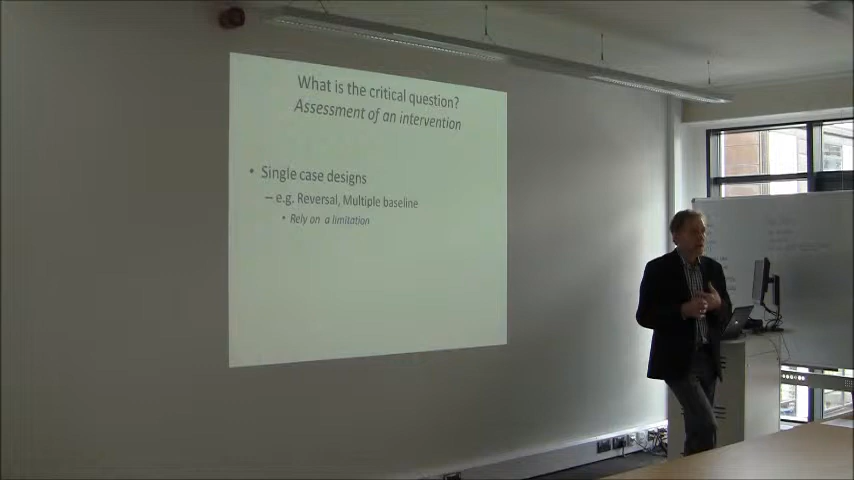 What is the critical question?
Assessment of an intervention
• Single case designs
– e.g. Reversal, Multiple baseline
• Rely on a limitation